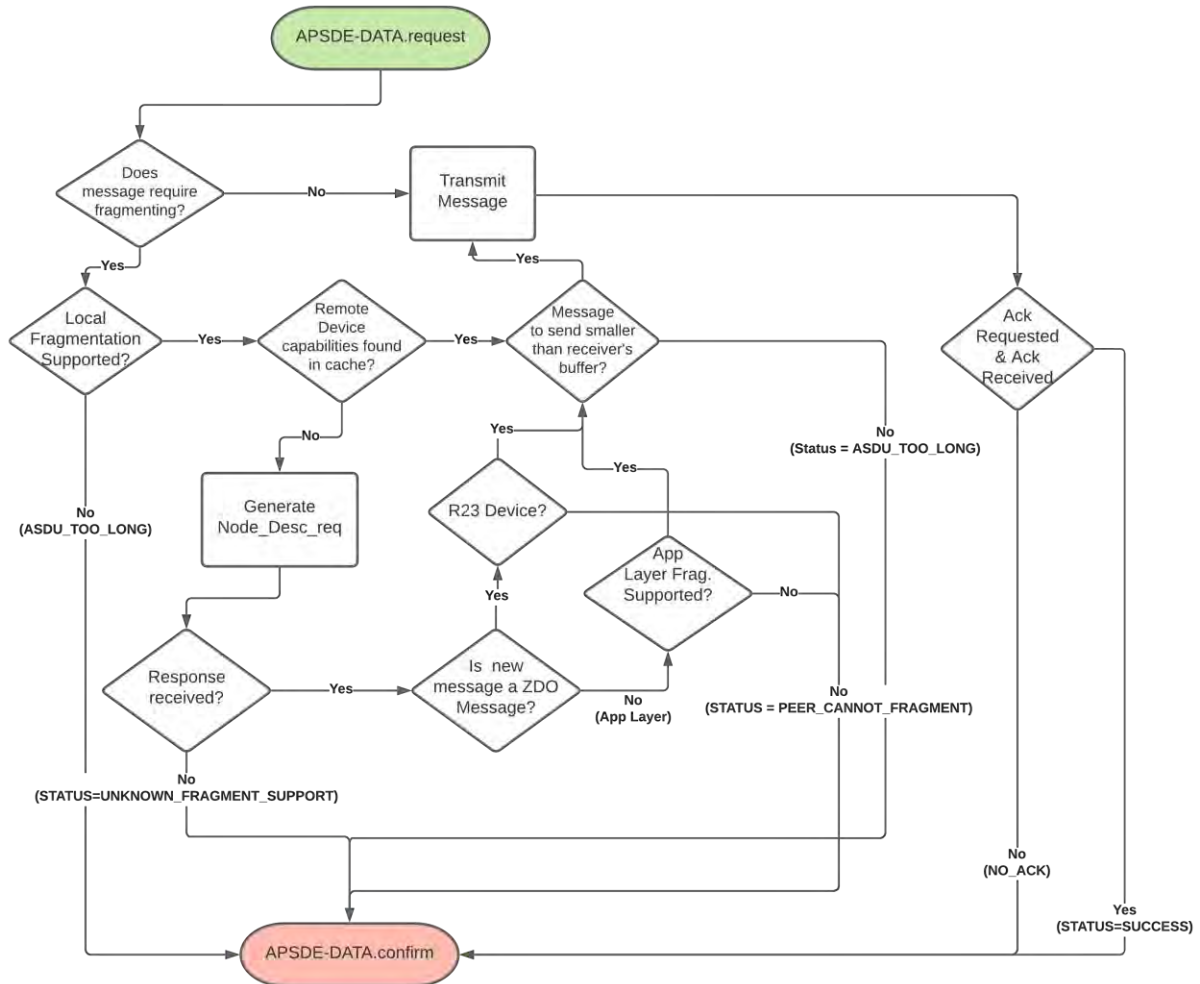 APSDE-DATA.request
Does
message require
fragmenting?
No
Transmit
Message
Yes
Yes
Local
Fragmentation
Supported?
Yes
Remote
Device
capabilities found
in cache?
Yes
Message
to send smaller
than receiver's
buffer?
Ack
Requested
& Ack
Received
No
Yes
No
(Status = ASDU_TOO_LONG)
Yes
Generate
Node_Desc_req
R23 Device?
No
(ASDU_TOO_LONG)
App
Layer Frag.
Supported?
No
Yes
Response
received?
Yes
Is new
message a ZDO
Message?
No
(App Layer)
No
(STATUS = PEER_CANNOT_FRAGMENT)
No
(STATUS=UNKNOWN_FRAGMENT_SUPPORT)
No
(NO_ACK)
Yes
(STATUS=SUCCESS)
APSDE-DATA.confirm